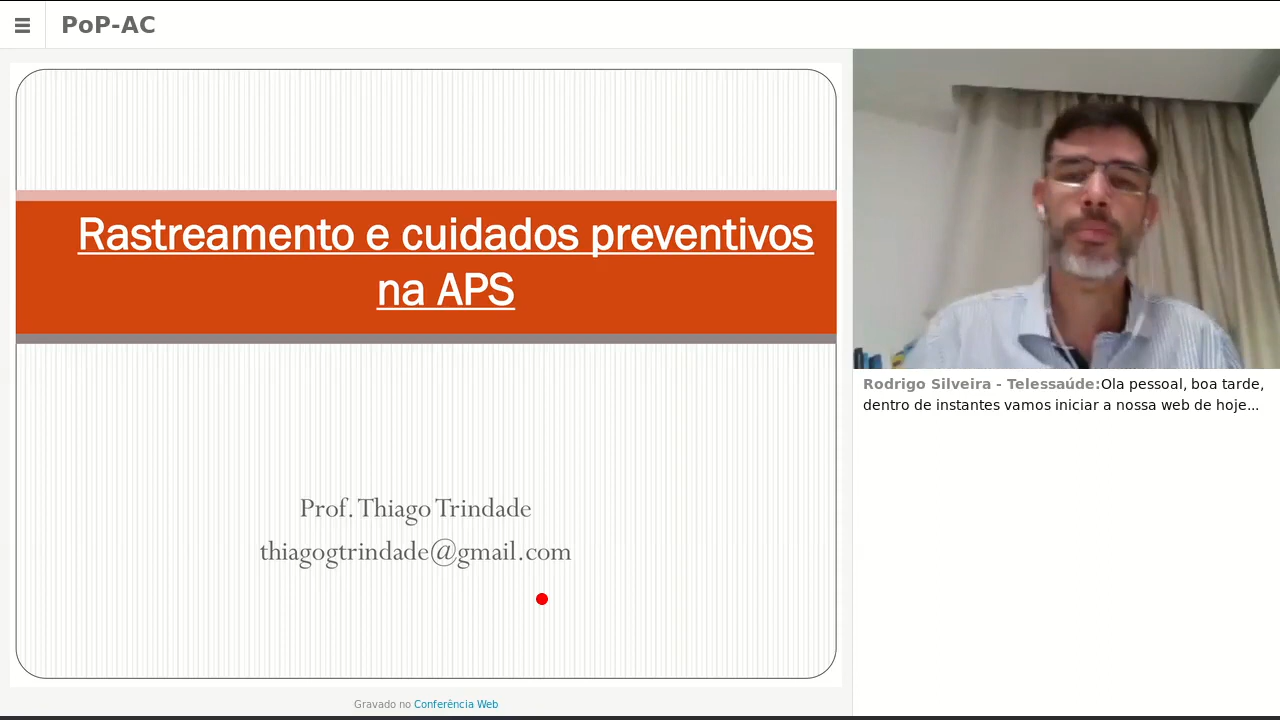 PoP-AC
Rastreamento e cuidados preventivos
na APS
Prof. Thiago Trindade
thiagogtrindade@gmail.com
Rodrigo Silveira - Telessaúde:Ola pessoal, boa tarde,
dentro de instantes vamos iniciar a nossa web de hoje...
Gravado no Conferência Web